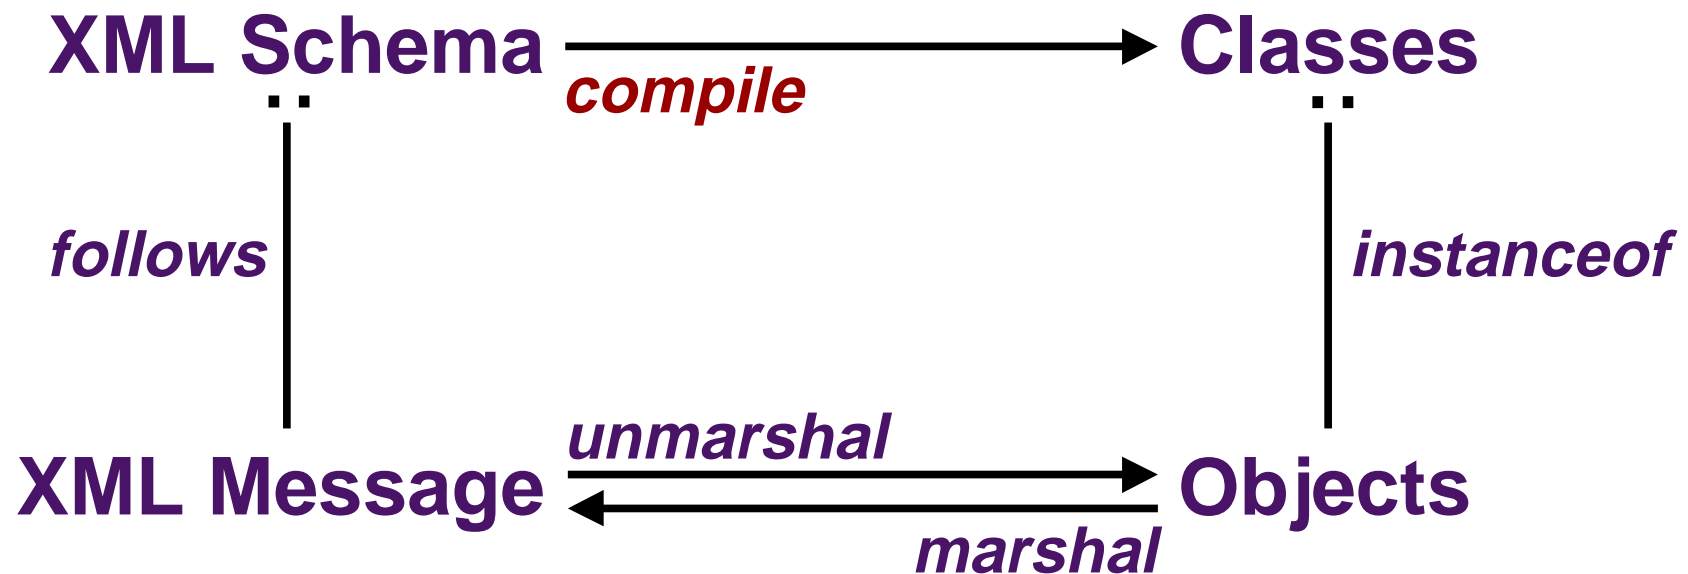 XML Schema
Classes
compile
follows
instanceof
unmarshal
XML Message
Objects
marshal